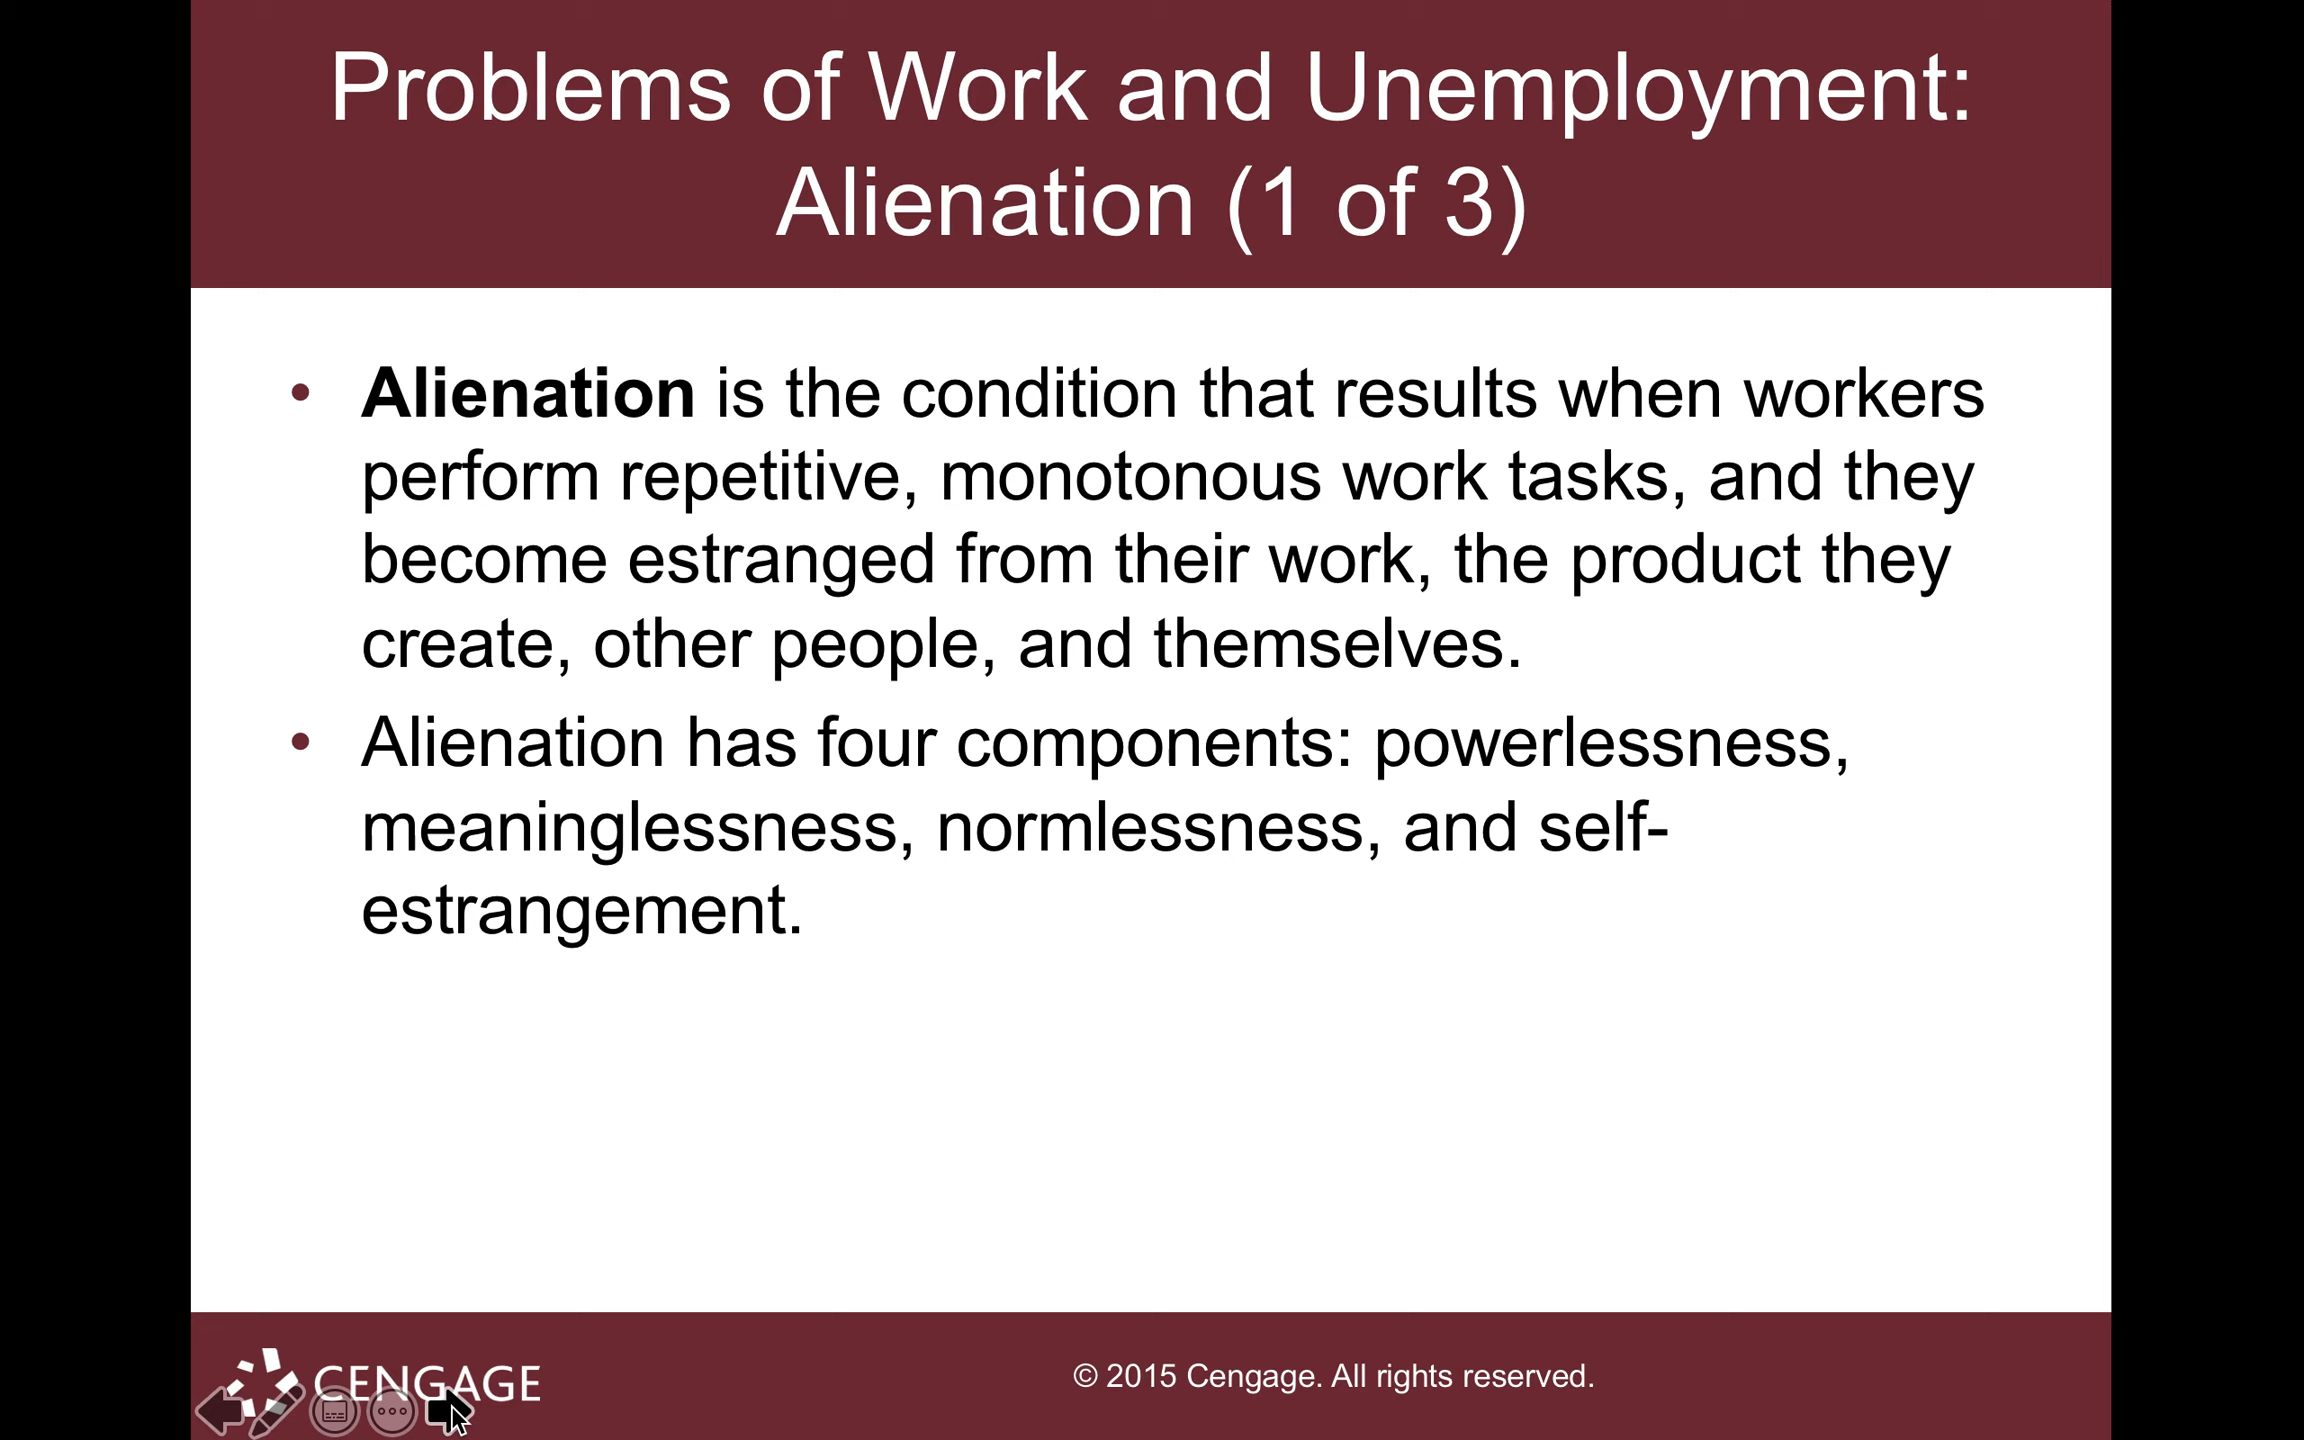 Problems of Work and Unemployment:
Alienation (1 of 3)
• Alienation is the condition that results when workers
perform repetitive, monotonous work tasks, and they
become estranged from their work, the product they
create, other people, and themselves.
• Alienation has four components: powerlessness,
meaninglessness, normlessness, and self-
estrangement.
CENGAGE
© 2015 Cengage. All rights reserved.